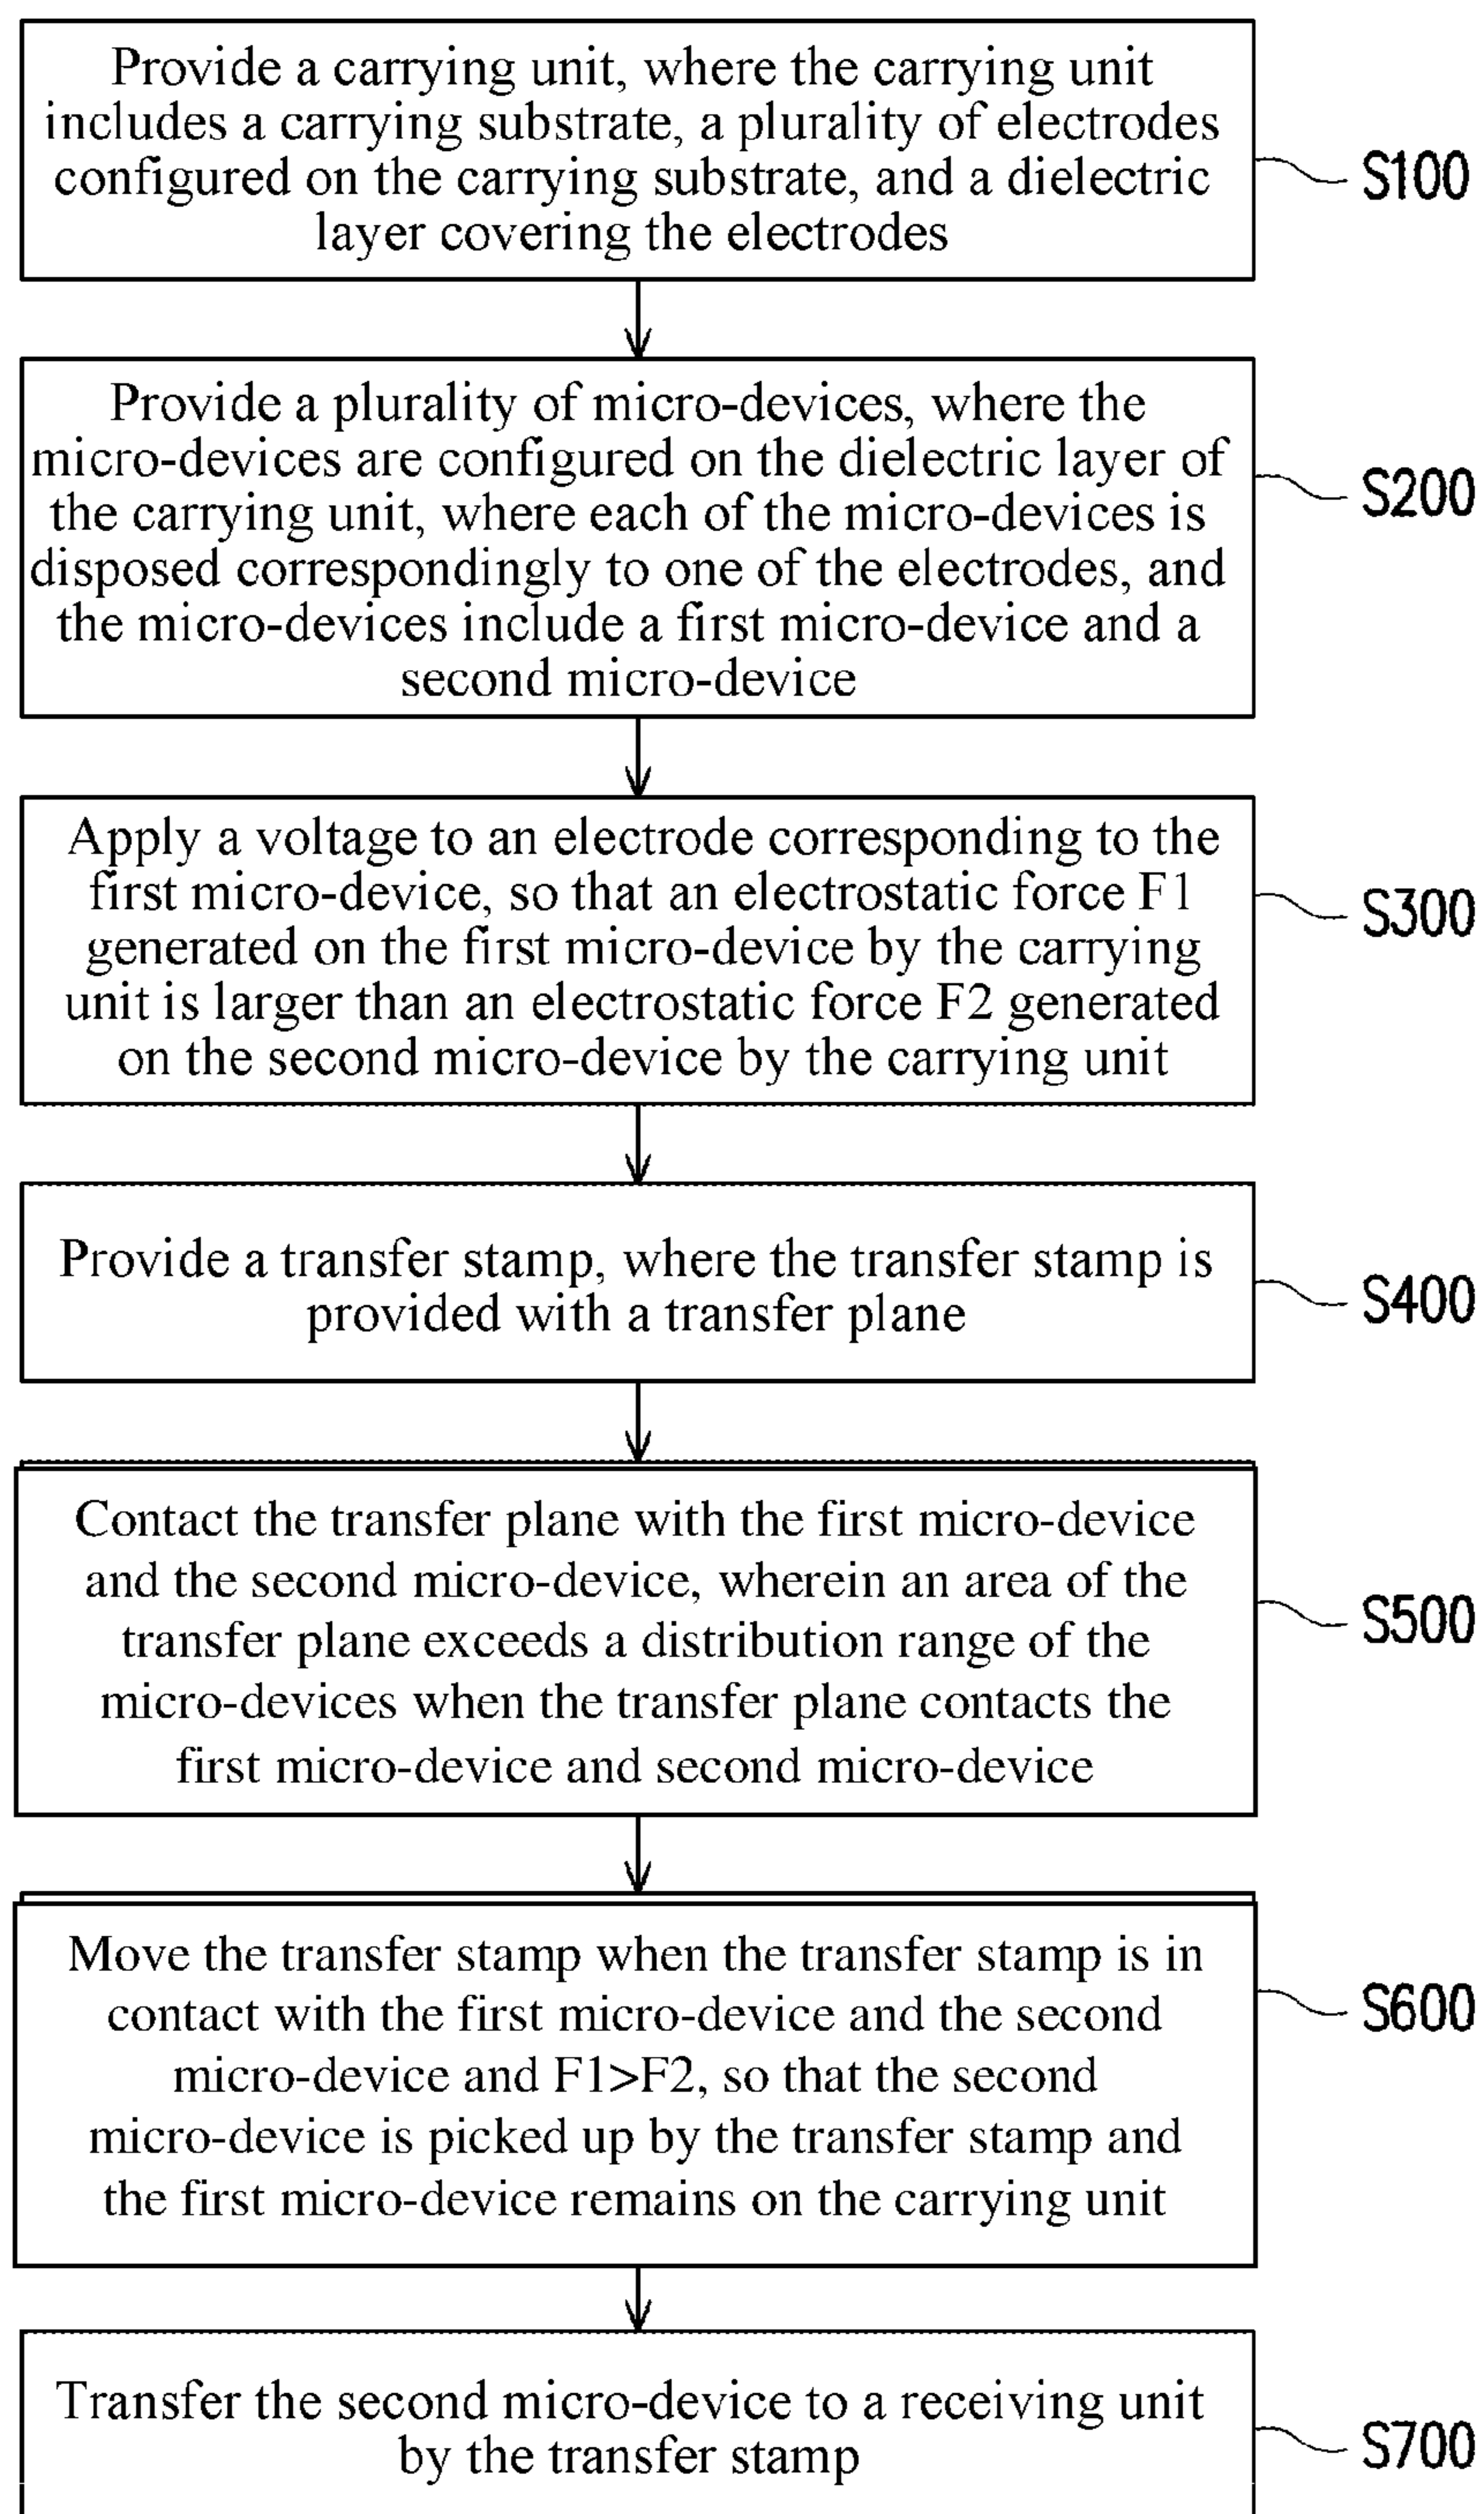 Provide a carrying unit, where the carrying unit
includes a carrying substrate, a plurality of electrodes
configured on the carrying substrate, and a dielectric
layer covering the electrodes
S100
Provide a plurality of micro-devices, where the
micro-devices are configured on the dielectric layer of
the carrying unit, where each of the micro-devices is
disposed correspondingly to one of the electrodes, and
the micro-devices include a first micro-device and a
second micro-device
S200
Apply a voltage to an electrode corresponding to the
first micro-device, so that an electrostatic force F1
generated on the first micro-device by the carrying
unit is larger than an electrostatic force F2 generated
on the second micro-device by the carrying unit
S300
Provide a transfer stamp, where the transfer stamp is
provided with a transfer plane
S400
Contact the transfer plane with the first micro-device
and the second micro-device, wherein an area of the
transfer plane exceeds a distribution range of the
micro-devices when the transfer plane contacts the
first micro-device and second micro-device
S500
Move the transfer stamp when the transfer stamp is in
contact with the first micro-device and the second
micro-device and F1>F2, so that the second
micro-device is picked up by the transfer stamp and
the first micro-device remains on the carrying unit
S600
Transfer the second micro-device to a receiving unit
by the transfer stamp
S700